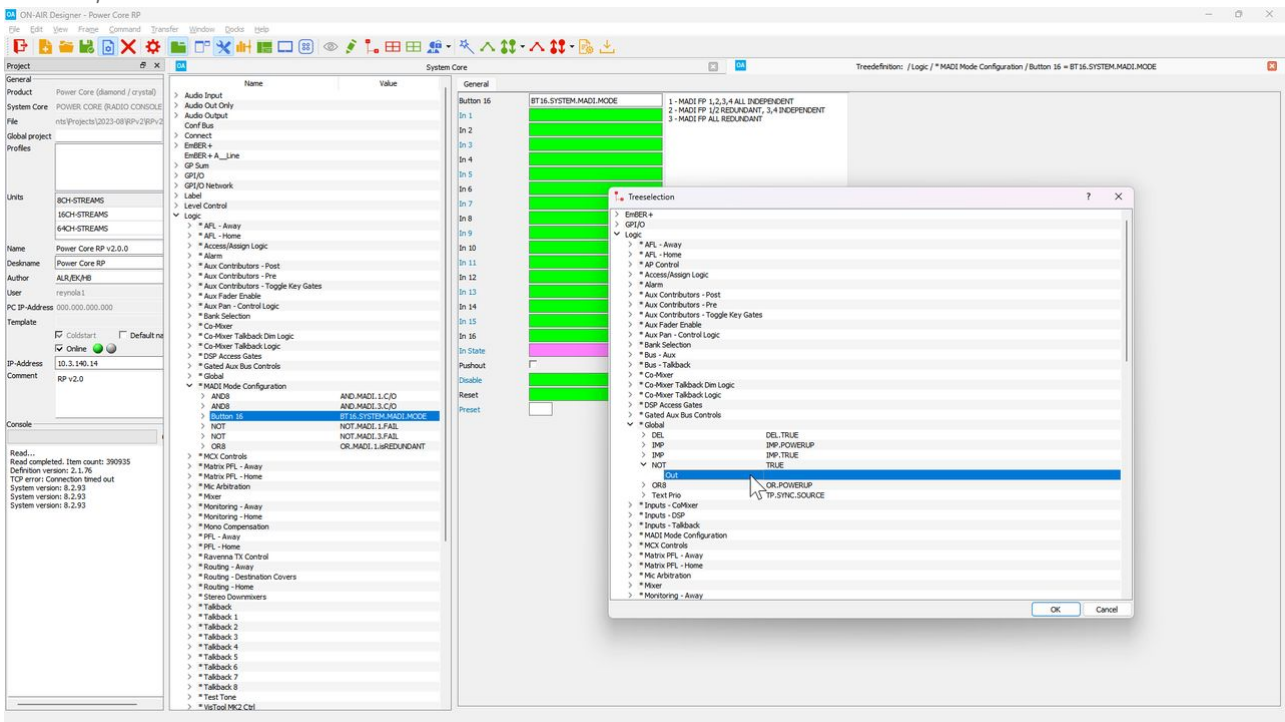 ON-AIR Designer - Power Core RP
File Edit View Frame Command Transfer Window Docks Help
Project
System Core
Treedefinition: / Logic / * MADI Mode Configuration / Button 16 = BT16.SYSTEM.MADI.MODE
General
Product Power Core (diamond / crystal)
System Core POWER CORE (RADIO CONSOLE
File nts\Projects\2023-08\RPv2\RPv2
Global project
Profiles
Units
8CH-STREAMS
16CH-STREAMS
64CH-STREAMS
Name Power Core RP v2.0.0
Deskname Power Core RP
Author ALR/EK/HB
User reynola1
PC IP-Address 000.000.000.000
Template
Coldstart Default na
Online
IP-Address 10.3.140.14
Comment RP v2.0
Console
Read...
Read completed. Item count: 390935
Definition version: 2.1.76
TCP error: Connection timed out
System version: 8.2.93
System version: 8.2.93
System version: 8.2.93
Name Value
Audio Input
Audio Out Only
Audio Output
Conf Bus
Connect
EmBER+
EmBER+ A__Line
GP Sum
GPI/O
GPI/O Network
Label
Level Control
Logic
* AFL - Away
* AFL - Home
* Access/Assign Logic
* Alarm
* Aux Contributors - Post
* Aux Contributors - Pre
* Aux Contributors - Toggle Key Gates
* Aux Fader Enable
* Aux Pan - Control Logic
* Bank Selection
* Co-Mixer
* Co-Mixer Talkback Dim Logic
* Co-Mixer Talkback Logic
* DSP Access Gates
* Gated Aux Bus Controls
* Global
* MADI Mode Configuration
AND8 AND.MADI.1.C/O
AND8 AND.MADI.3.C/O
Button 16 BT16.SYSTEM.MADI.MODE
NOT NOT.MADI.1.FAIL
NOT NOT.MADI.3.FAIL
OR8 OR.MADI.1.isREDUNDANT
* MCX Controls
* Matrix PFL - Away
* Matrix PFL - Home
* Mic Arbitration
* Mixer
* Monitoring - Away
* Monitoring - Home
* Mono Compensation
* PFL - Away
* PFL - Home
* Ravenna TX Control
* Routing - Away
* Routing - Destination Covers
* Routing - Home
* Stereo Downmixers
* Talkback
* Talkback 1
* Talkback 2
* Talkback 3
* Talkback 4
* Talkback 5
* Talkback 6
* Talkback 7
* Talkback 8
* Test Tone
* VisTool MK2 Ctrl
General
Button 16 BT16.SYSTEM.MADI.MODE
1 - MADI FP 1,2,3,4 ALL INDEPENDENT
2 - MADI FP 1/2 REDUNDANT, 3,4 INDEPENDENT
3 - MADI FP ALL REDUNDANT
In 1
In 2
In 3
In 4
In 5
In 6
In 7
In 8
In 9
In 10
In 11
In 12
In 13
In 14
In 15
In 16
In State
Pushout
Disable
Reset
Preset
Treeselection
EmBER+
GPI/O
Logic
* AFL - Away
* AFL - Home
* AP Control
* Access/Assign Logic
* Alarm
* Aux Contributors - Post
* Aux Contributors - Pre
* Aux Contributors - Toggle Key Gates
* Aux Fader Enable
* Aux Pan - Control Logic
* Bank Selection
* Bus - Aux
* Bus - Talkback
* Co-Mixer
* Co-Mixer Talkback Dim Logic
* Co-Mixer Talkback Logic
* DSP Access Gates
* Gated Aux Bus Controls
* Global
DEL DEL.TRUE
IMP IMP.POWERUP
IMP IMP.TRUE
NOT TRUE
Out
OR8 OR.POWERUP
Text Prio TP.SYNC.SOURCE
* Inputs - CoMixer
* Inputs - DSP
* Inputs - Talkback
* MADI Mode Configuration
* MCX Controls
* Matrix PFL - Away
* Matrix PFL - Home
* Mic Arbitration
* Mixer
* Monitoring - Away
OK Cancel